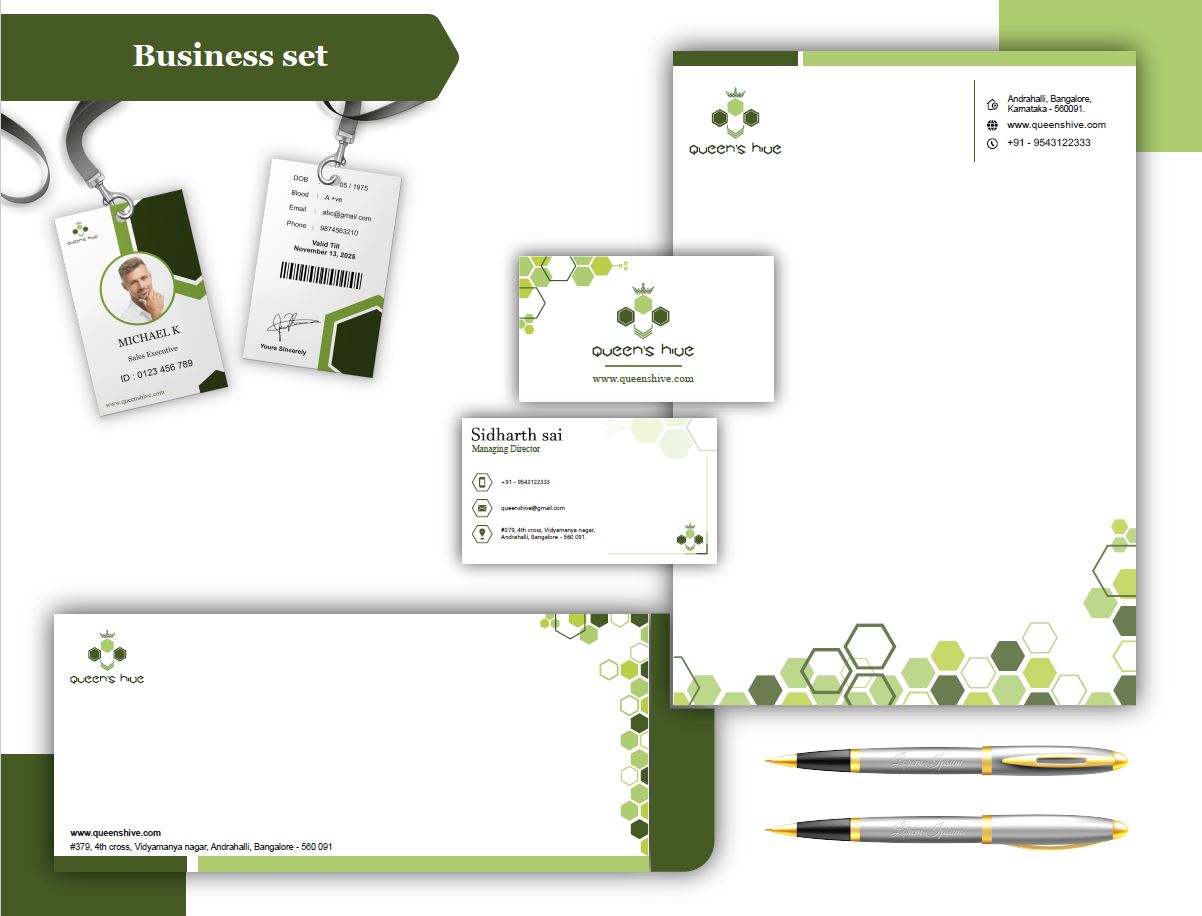 Business set
QUEEN'S HIVE
MICHAEL K
Sales Executive
ID : 0123 456 789
www.queenshive.com
DOB : 05 / 1975
Blood : A +ve
Email : abc@gmail com
Phone : 9874563210
Valid Till
November 13, 2025
Yours Sincerely
QUEEN'S HIVE
Andrahalli, Bangalore,
Karnataka - 560091.
www.queenshive.com
+91 - 9543122333
QUEEN'S HIVE
www.queenshive.com
Sidharth sai
Managing Director
+91 - 9543122333
queenshive@gmail.com
#379, 4th cross, Vidyamanya nagar,
Andrahalli, Bangalore - 560 091.
QUEEN'S HIVE
www.queenshive.com
#379, 4th cross, Vidyamanya nagar, Andrahalli, Bangalore - 560 091
Lorem Ipsum
Lorem Ipsum